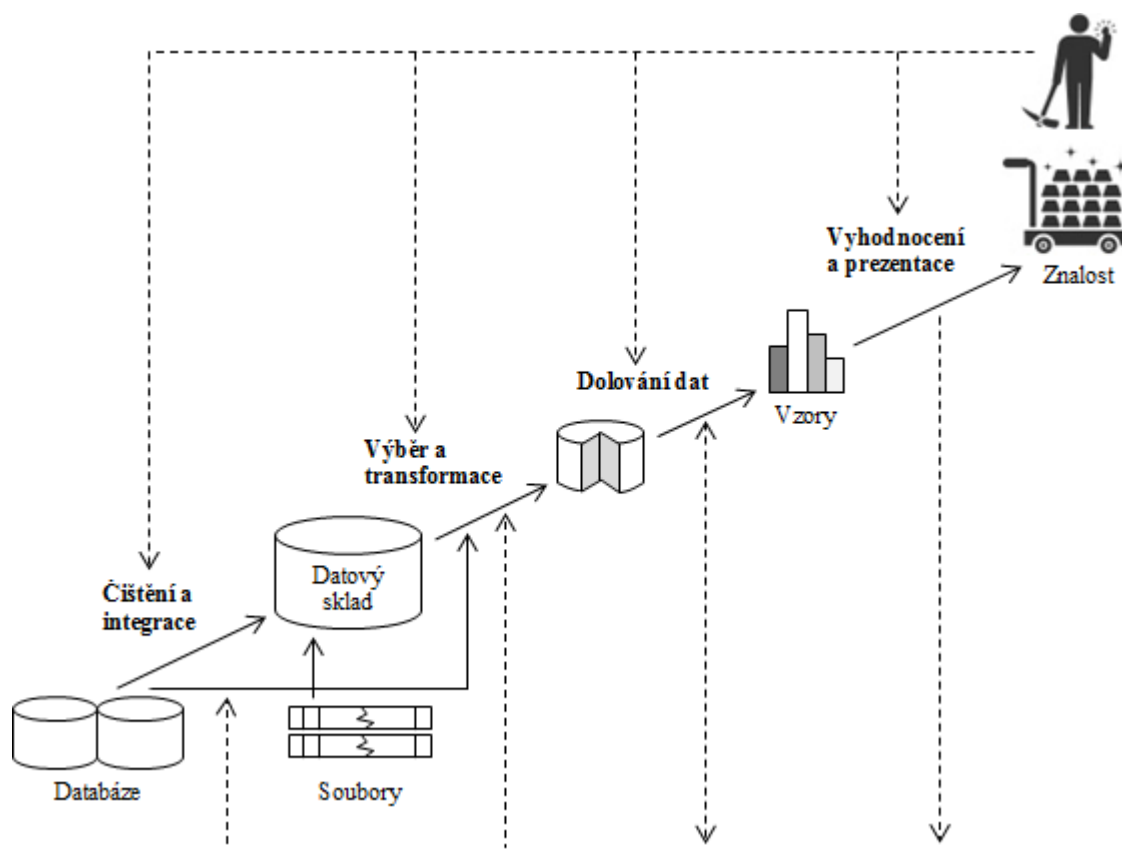 Vyhodnocení
a prezentace
Znalost
Dolování dat
Vzory
Výběr a
transformace
Datový
sklad
Čištění a
integrace
Databáze
Soubory